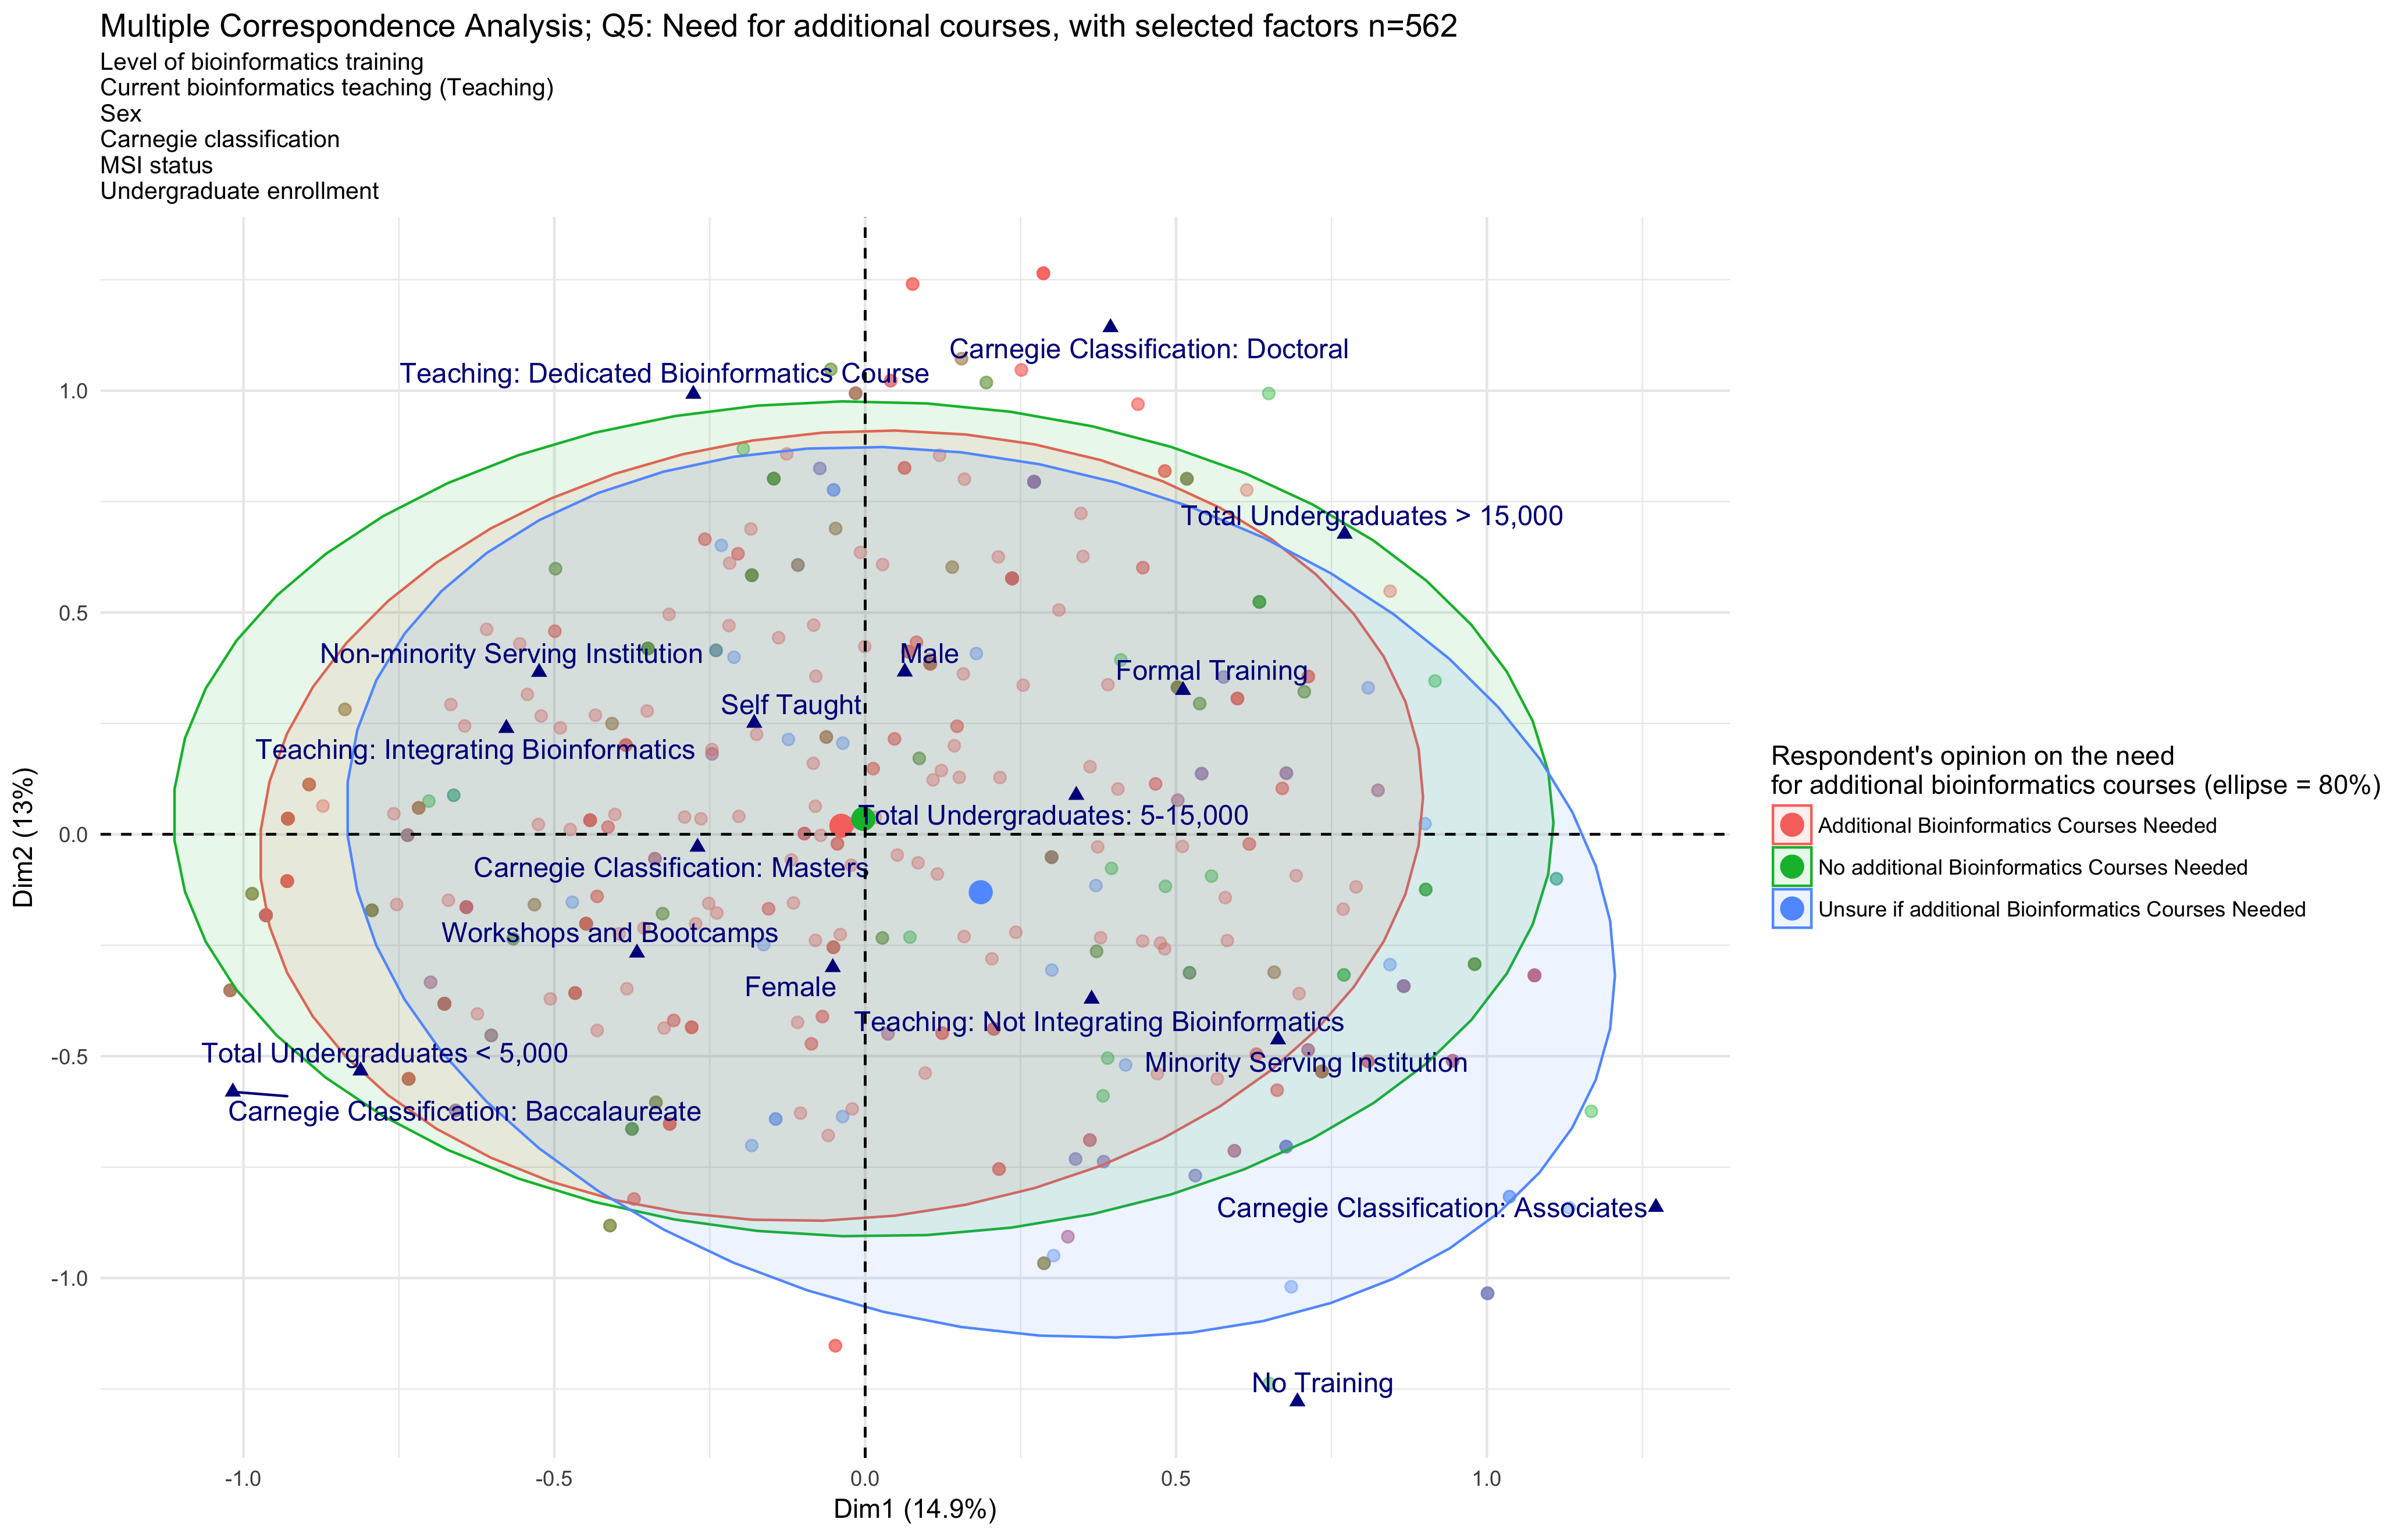 Multiple Correspondence Analysis; Q5: Need for additional courses, with selected factors n=562
Level of bioinformatics training
Current bioinformatics teaching (Teaching)
Sex
Carnegie classification
MSI status
Undergraduate enrollment
Carnegie Classification: Doctoral
Teaching: Dedicated Bioinformatics Course
1.0
Total Undergraduates > 15,000
0.5
Non-minority Serving Institution
Male
Formal Training
Self Taught
Teaching: Integrating Bioinformatics
Total Undergraduates: 5-15,000
0.0
Carnegie Classification: Masters
Dim2 (13%)
Workshops and Bootcamps
Female
Teaching: Not Integrating Bioinformatics
Total Undergraduates < 5,000
-0.5
Minority Serving Institution
Carnegie Classification: Baccalaureate
Carnegie Classification: Associates
-1.0
No Training
-1.0
-0.5
0.0
0.5
1.0
Dim1 (14.9%)
Respondent's opinion on the need
for additional bioinformatics courses (ellipse = 80%)
Additional Bioinformatics Courses Needed
No additional Bioinformatics Courses Needed
Unsure if additional Bioinformatics Courses Needed